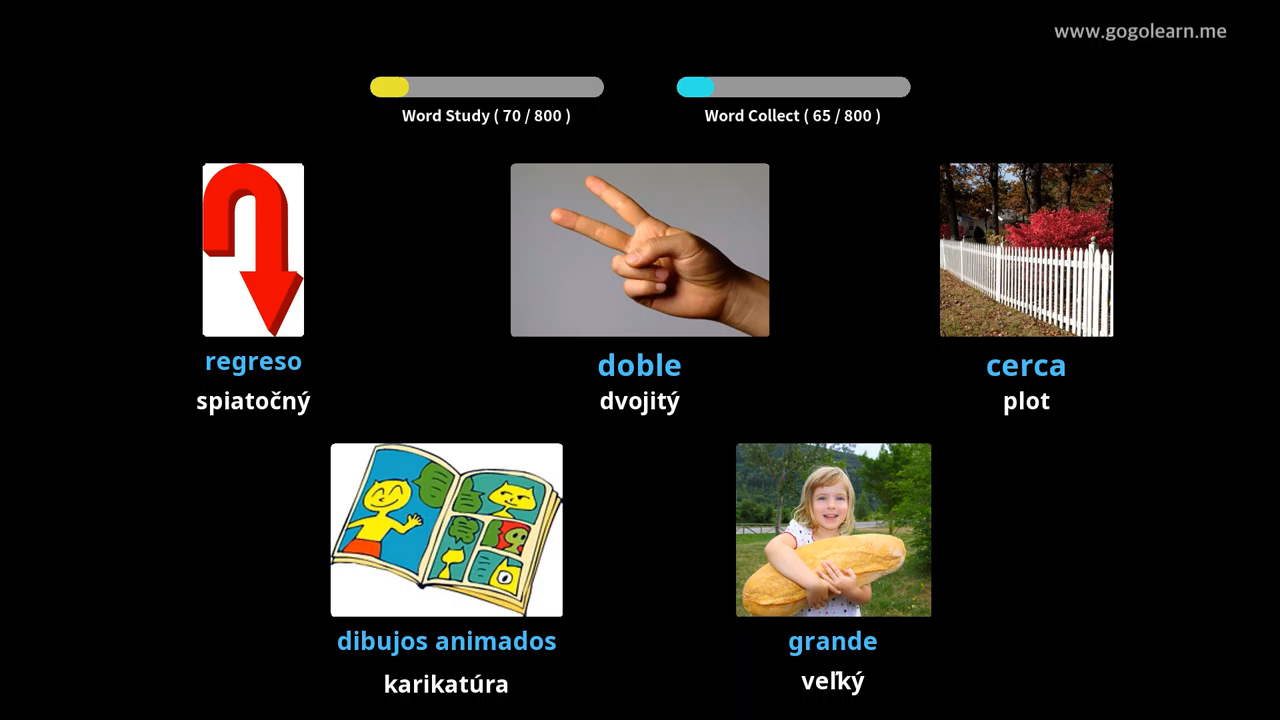 www.gogolearn.me
Word Study ( 70 / 800 )
Word Collect ( 65 / 800 )
regreso
spiatočný
doble
dvojitý
cerca
plot
dibujos animados
karikatúra
grande
veľký